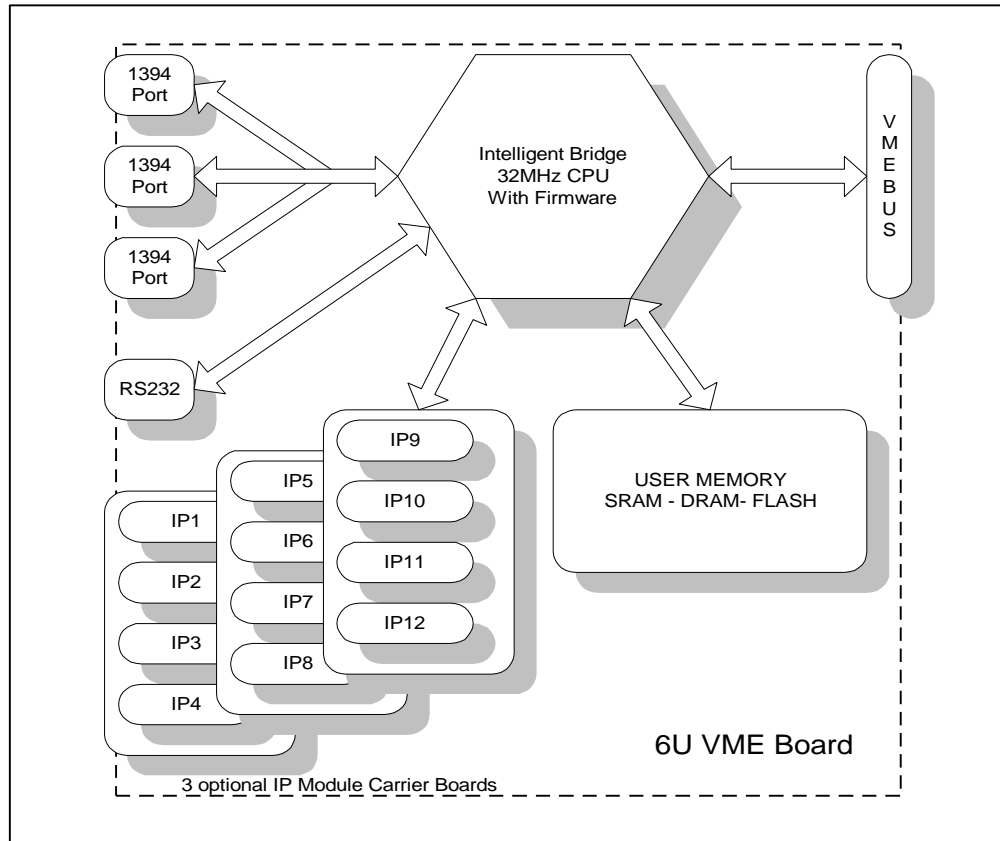 1394
Port
1394
Port
1394
Port
RS232
Intelligent Bridge
32MHz CPU
With Firmware
V
M
E
B
U
S
IP1
IP2
IP3
IP4
IP5
IP6
IP7
IP8
IP9
IP10
IP11
IP12
USER MEMORY
SRAM - DRAM- FLASH
6U VME Board
3 optional IP Module Carrier Boards